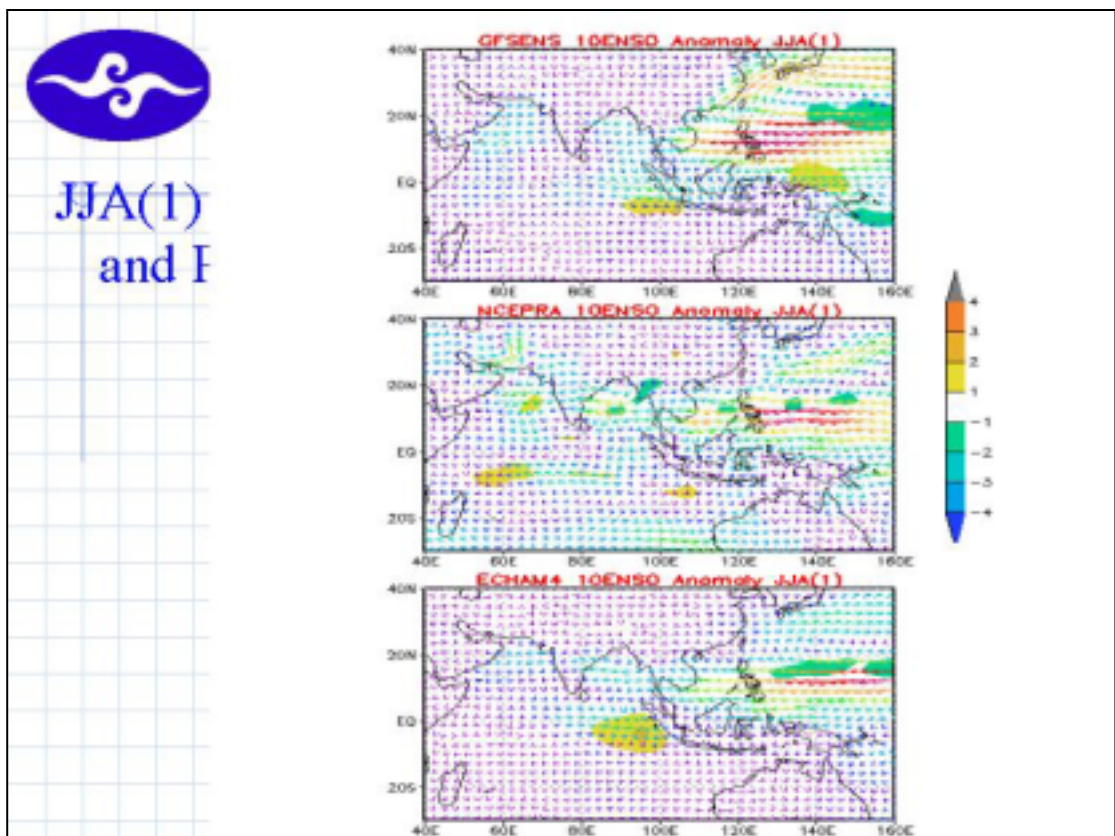 JJA(1)
and F
GFSENS 10ENSO Anomaly JJA(1)
40N
20N
EQ
20S
40E 60E 80E 100E 120E 140E 160E
NCEPRA 10ENSO Anomaly JJA(1)
40N
20N
EQ
20S
40E 60E 80E 100E 120E 140E 160E
ECHAM4 10ENSO Anomaly JJA(1)
40N
20N
EQ
20S
40E 60E 80E 100E 120E 140E 160E
4
3
2
1
-1
-2
-3
-4